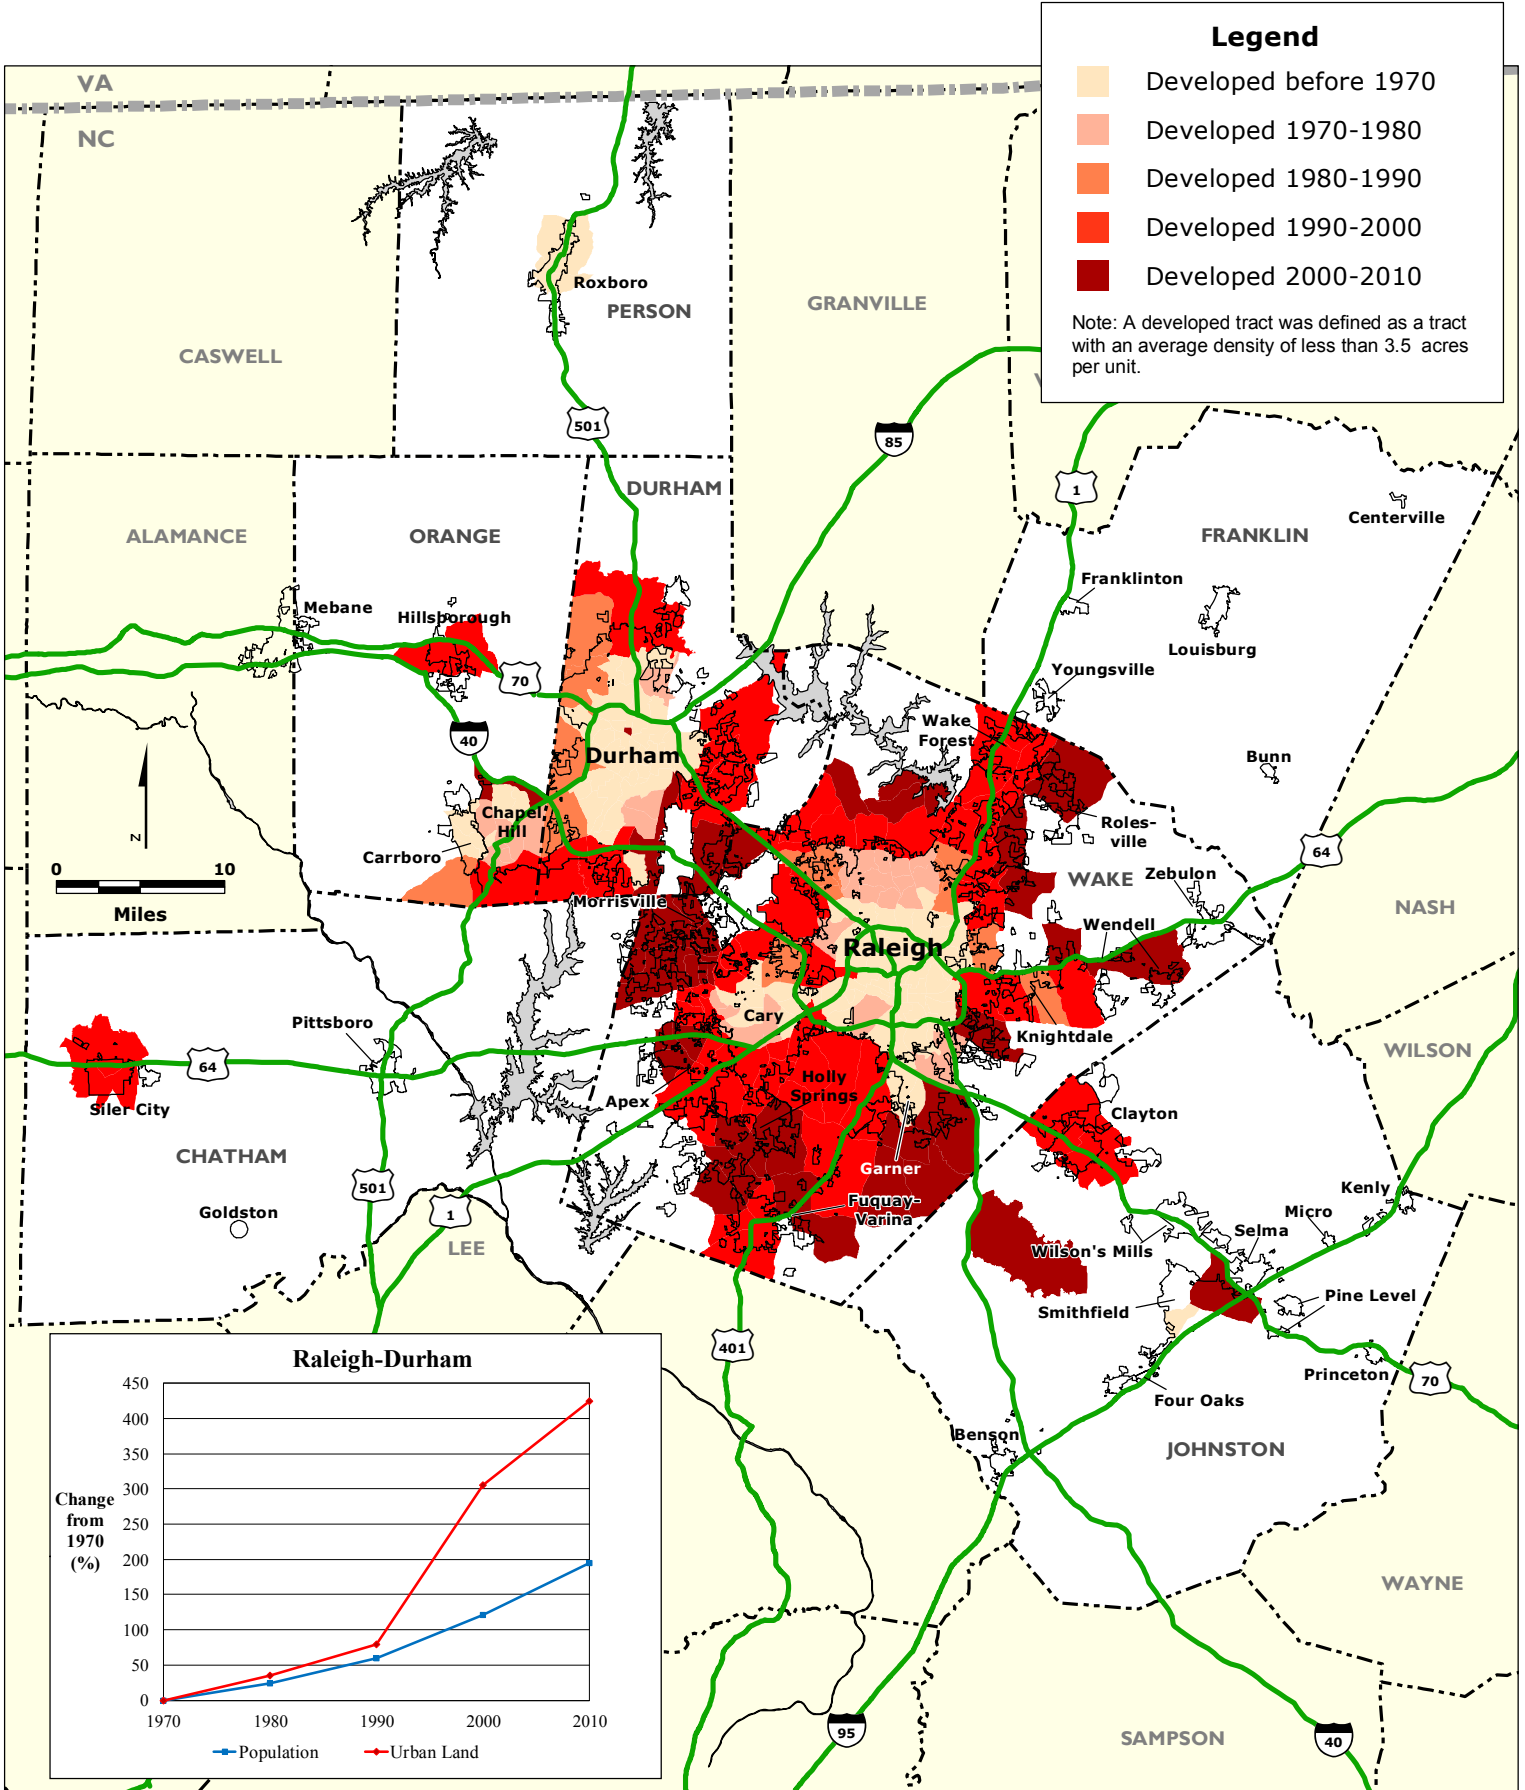 Legend
Developed before 1970
Developed 1970-1980
Developed 1980-1990
Developed 1990-2000
Developed 2000-2010
Note: A developed tract was defined as a tract
with an average density of less than 3.5 acres
per unit.
VA
NC
Roxboro
PERSON
GRANVILLE
CASWELL
501
85
1
DURHAM
Centerville
ALAMANCE
ORANGE
FRANKLIN
Franklinton
Mebane
Hillsborough
Louisburg
Youngsville
70
Wake
Forest
40
Durham
Bunn
Chapel
Hill
Roles-
ville
64
Carrboro
N
0
10
Miles
WAKE
Zebulon
Morrisville
NASH
Wendell
Raleigh
Cary
Pittsboro
Knightdale
WILSON
64
Holly
Springs
Siler City
Apex
Clayton
CHATHAM
Garner
501
Kenly
Fuquay-
Varina
Goldston
1
Micro
Selma
LEE
Wilson's Mills
Pine Level
Smithfield
401
Princeton
70
Four Oaks
Benson
JOHNSTON
WAYNE
SAMPSON
95
40
Raleigh-Durham
450
400
350
300
250
200
150
100
50
0
Change
from
1970
(%)
1970 1980 1990 2000 2010
Population Urban Land